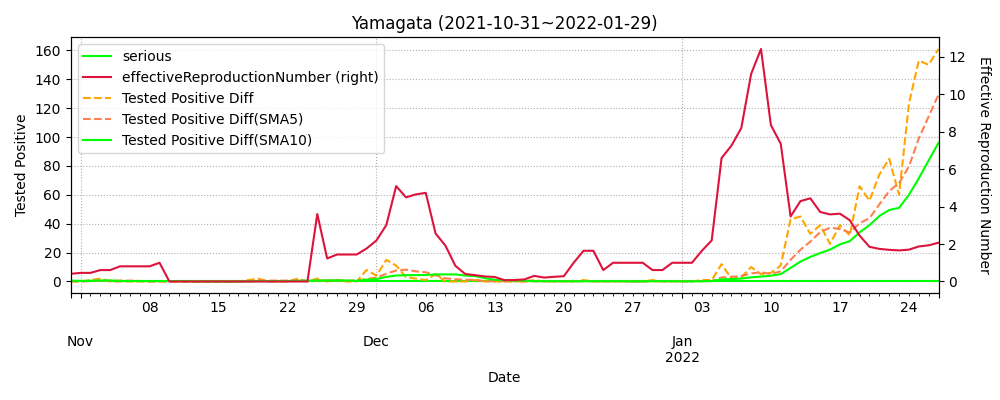 Yamagata (2021-10-31~2022-01-29)
serious
effectiveReproductionNumber (right)
Tested Positive Diff
Tested Positive Diff(SMA5)
Tested Positive Diff(SMA10)
Tested Positive
160
140
120
100
80
60
40
20
0
12
10
8
6
4
2
0
Effective Reproduction Number
08 15 22 29 06 13 20 27 03 10 17 24
Nov Dec Jan
2022
Date